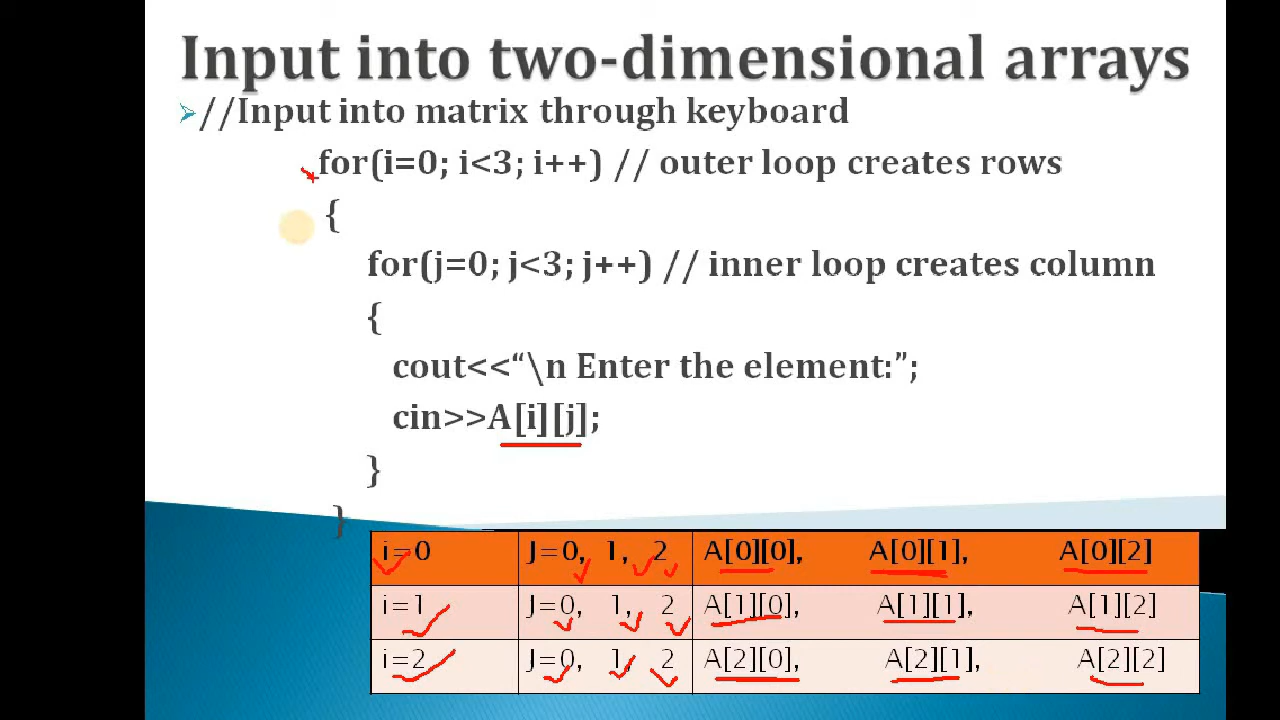 Input into two-dimensional arrays
//Input into matrix through keyboard
for(i=0; i<3; i++) // outer loop creates rows
{
for(j=0; j<3; j++) // inner loop creates column
{
cout<<“\n Enter the element:”;
cin>>A[i][j];
}
}
i=0 J=0, 1, 2 A[0][0], A[0][1], A[0][2]
i=1 J=0, 1, 2 A[1][0], A[1][1], A[1][2]
i=2 J=0, 1, 2 A[2][0], A[2][1], A[2][2]